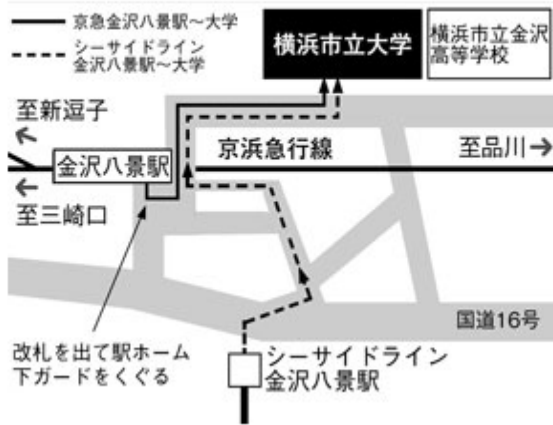 京急金沢八景駅〜大学
シーサイドライン
金沢八景駅〜大学
横浜市立大学
横浜市立金沢
高等学校
至新逗子
金沢八景駅
京浜急行線
至品川
至三崎口
国道16号
改札を出て駅ホーム
下ガードをくぐる
シーサイドライン
金沢八景駅